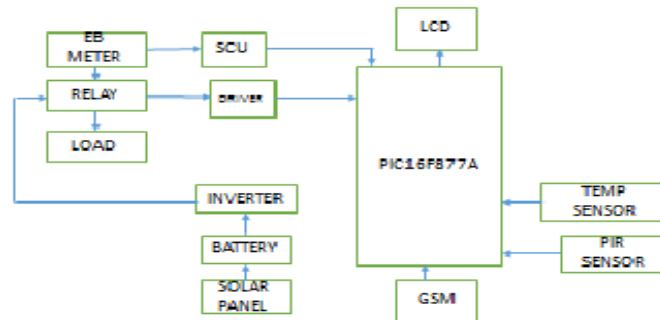 EB
METER
SCU
LCD
RELAY
DRIVER
LOAD
PIC16F877A
INVERTER
TEMP
SENSOR
BATTERY
PIR
SENSOR
SOLAR
PANEL
GSM